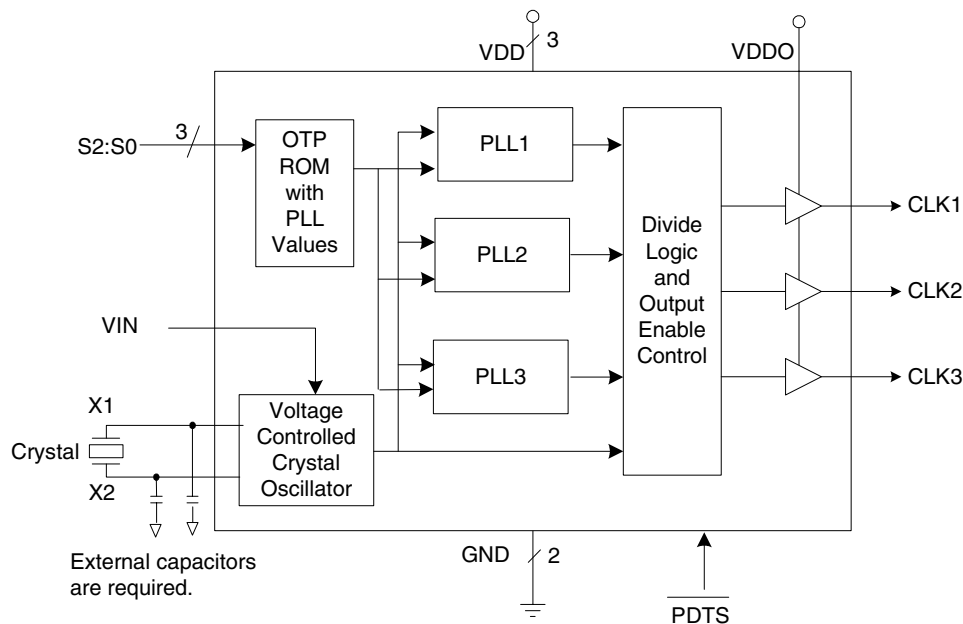 VDD
3
VDDO
S2:S0
3
OTP
ROM
with
PLL
Values
PLL1
PLL2
PLL3
Divide
Logic
and
Output
Enable
Control
CLK1
CLK2
CLK3
VIN
X1
Crystal
X2
Voltage
Controlled
Crystal
Oscillator
External capacitors
are required.
GND
2
PDTS